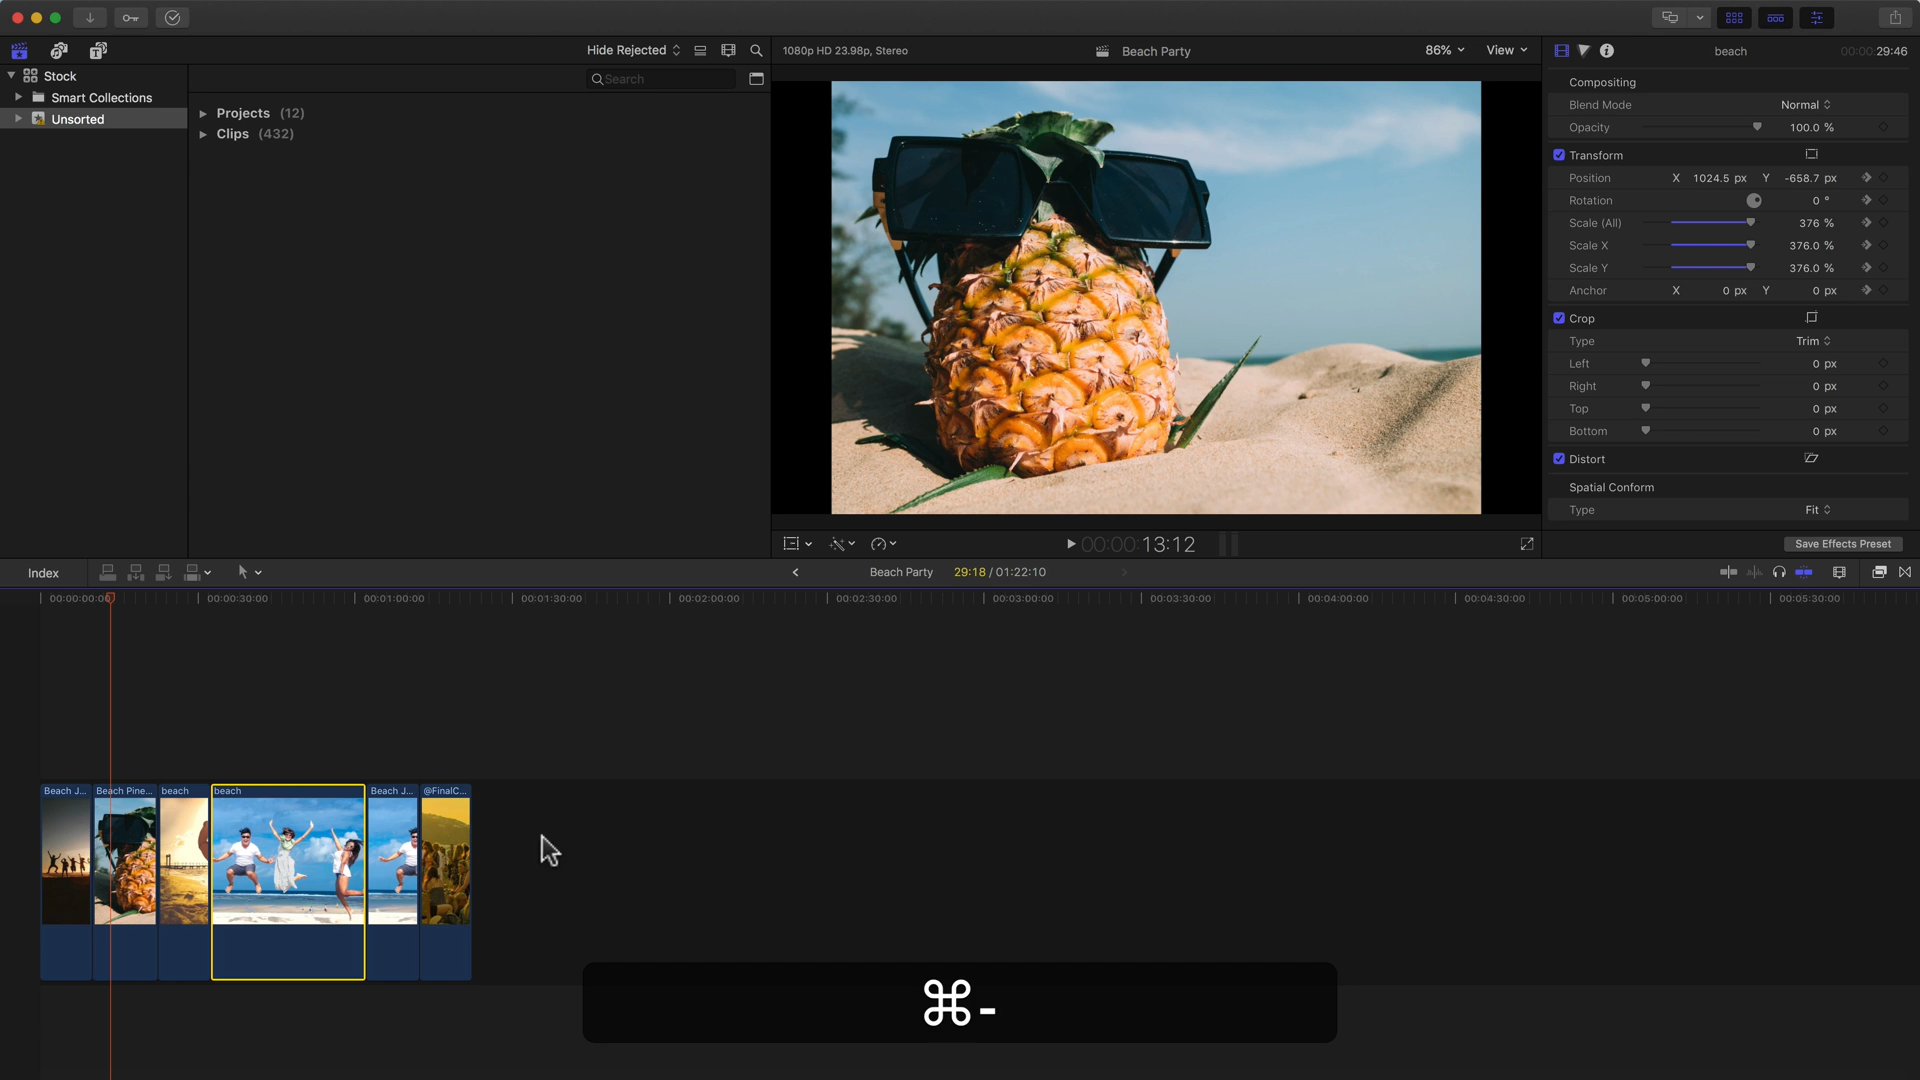 Hide Rejected
1080p HD 23.98p, Stereo
Beach Party
86%
View
beach
00:00:29:46
Stock
Smart Collections
Unsorted
Search
Projects (12)
Clips (432)
Compositing
Blend Mode Normal
Opacity 100.0 %
Transform
Position X 1024.5 px Y -658.7 px
Rotation 0 °
Scale (All) 376 %
Scale X 376.0 %
Scale Y 376.0 %
Anchor X 0 px Y 0 px
Crop
Type Trim
Left 0 px
Right 0 px
Top 0 px
Bottom 0 px
Distort
Spatial Conform
Type Fit
00:00:13:12
Save Effects Preset
Index
Beach Party 29:18 / 01:22:10
00:00:00:00 00:00:30:00 00:01:00:00 00:01:30:00 00:02:00:00 00:02:30:00 00:03:00:00 00:03:30:00 00:04:00:00 00:04:30:00 00:05:00:00 00:05:30:00
Beach J... Beach Pine... beach beach Beach J... @FinalC...
⌘-